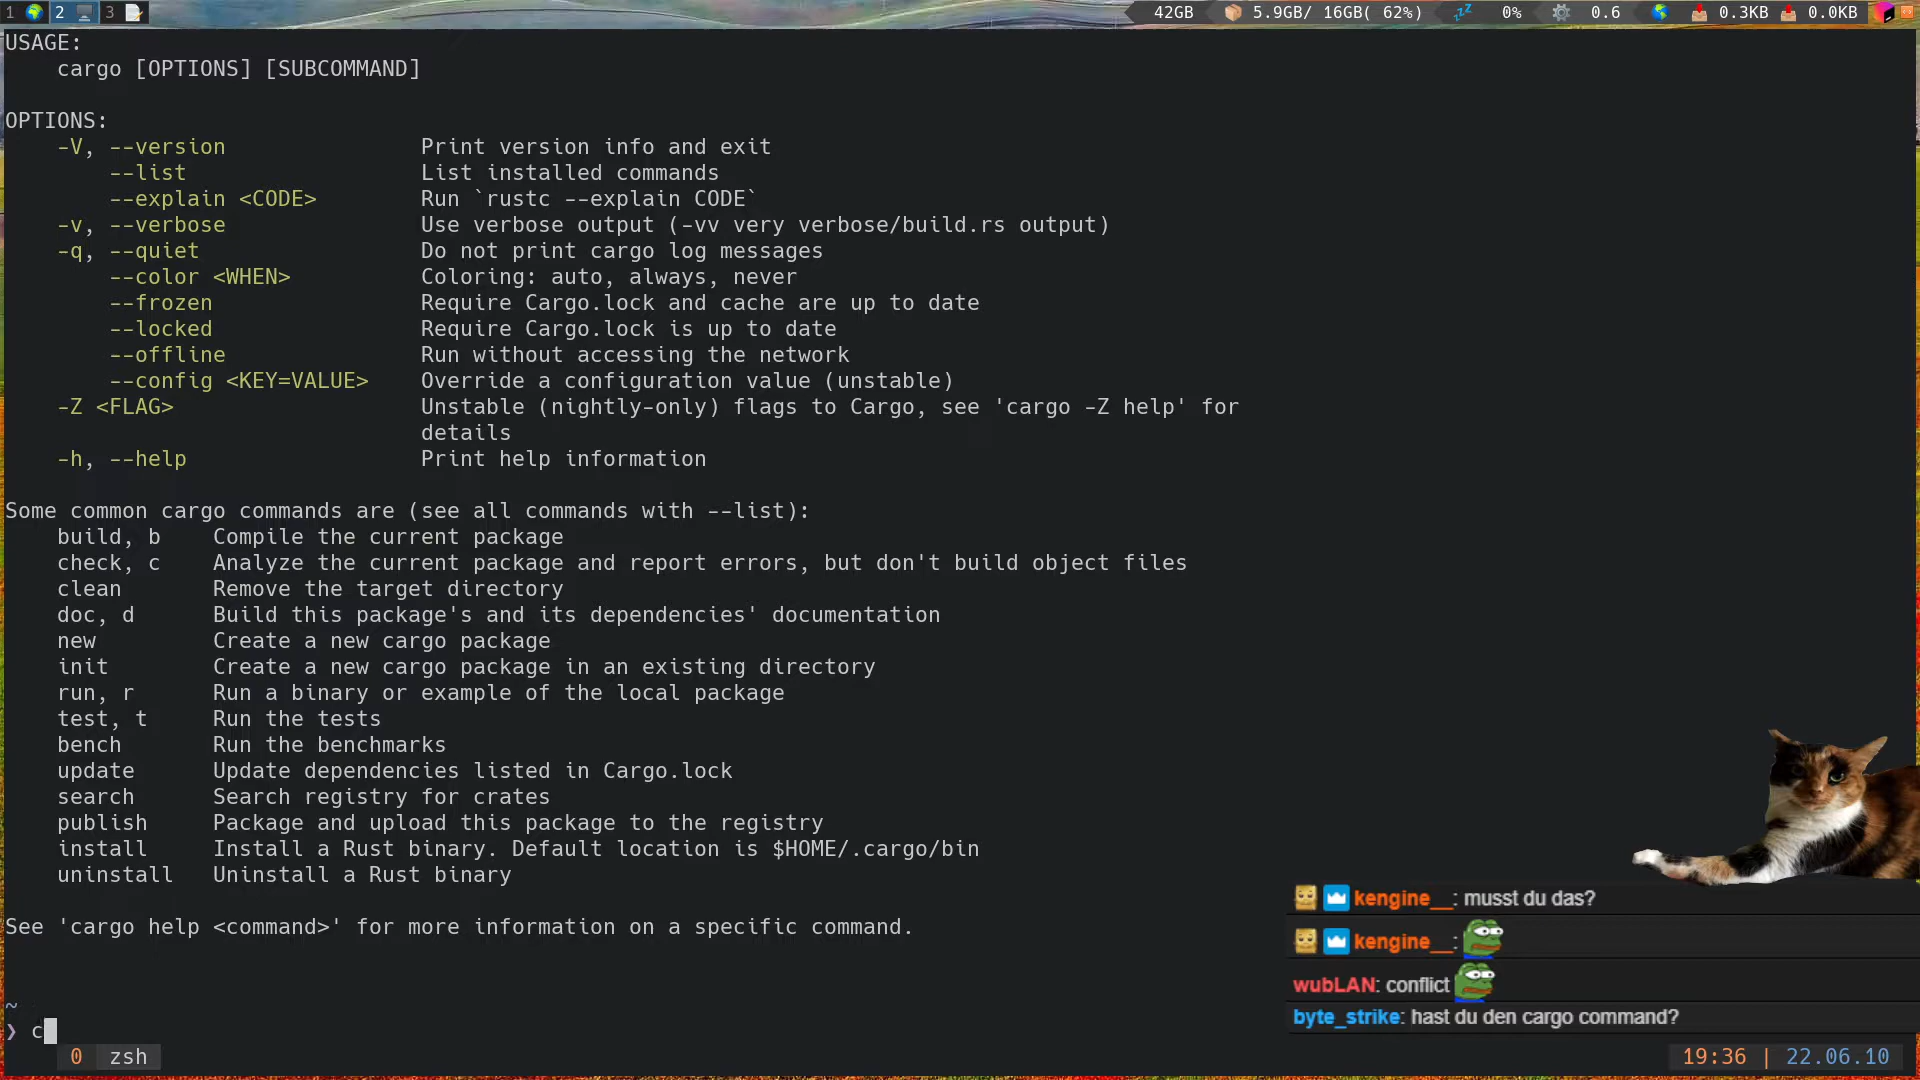 1 2 3 42GB 5.9GB/ 16GB( 62%) 0% 0.6 0.3KB 0.0KB
USAGE:
cargo [OPTIONS] [SUBCOMMAND]
OPTIONS:
-V, --version Print version info and exit
--list List installed commands
--explain <CODE> Run `rustc --explain CODE`
-v, --verbose Use verbose output (-vv very verbose/build.rs output)
-q, --quiet Do not print cargo log messages
--color <WHEN> Coloring: auto, always, never
--frozen Require Cargo.lock and cache are up to date
--locked Require Cargo.lock is up to date
--offline Run without accessing the network
--config <KEY=VALUE> Override a configuration value (unstable)
-Z <FLAG> Unstable (nightly-only) flags to Cargo, see 'cargo -Z help' for
details
-h, --help Print help information
Some common cargo commands are (see all commands with --list):
build, b Compile the current package
check, c Analyze the current package and report errors, but don't build object files
clean Remove the target directory
doc, d Build this package's and its dependencies' documentation
new Create a new cargo package
init Create a new cargo package in an existing directory
run, r Run a binary or example of the local package
test, t Run the tests
bench Run the benchmarks
update Update dependencies listed in Cargo.lock
search Search registry for crates
publish Package and upload this package to the registry
install Install a Rust binary. Default location is $HOME/.cargo/bin
uninstall Uninstall a Rust binary
See 'cargo help <command>' for more information on a specific command.
~
❯ c
0 zsh
kengine__: musst du das?
kengine__:
wubLAN: conflict
byte_strike: hast du den cargo command?
19:36 | 22.06.10